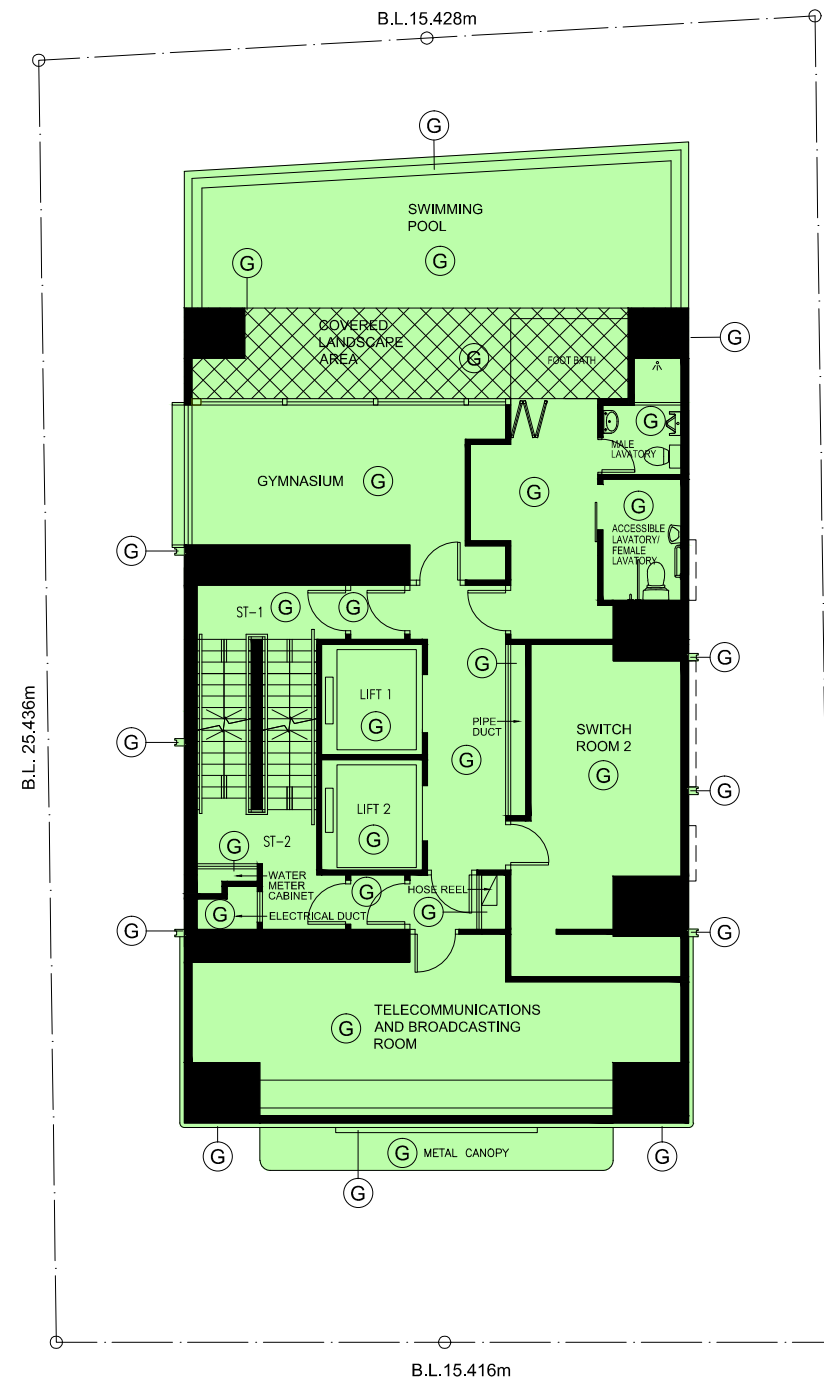 B.L.15.428m
G
SWIMMING
POOL
G
G
COVERED
LANDSCAPE
AREA
G
FOOT BATH
G
G
MALE
LAVATORY
GYMNASIUM
G
G
G
ACCESSIBLE
LAVATORY/
FEMALE
LAVATORY
G
ST-1
G
G
G
G
LIFT 1
G
PIPE
DUCT
SWITCH
ROOM 2
G
G
G
B.L. 25.436m
G
LIFT 2
G
ST-2
G
WATER
METER
CABINET
G
HOSE REEL
G
G
ELECTRICAL DUCT
G
G
TELECOMMUNICATIONS
AND BROADCASTING
ROOM
G
G
METAL CANOPY
G
G
G
B.L.15.416m